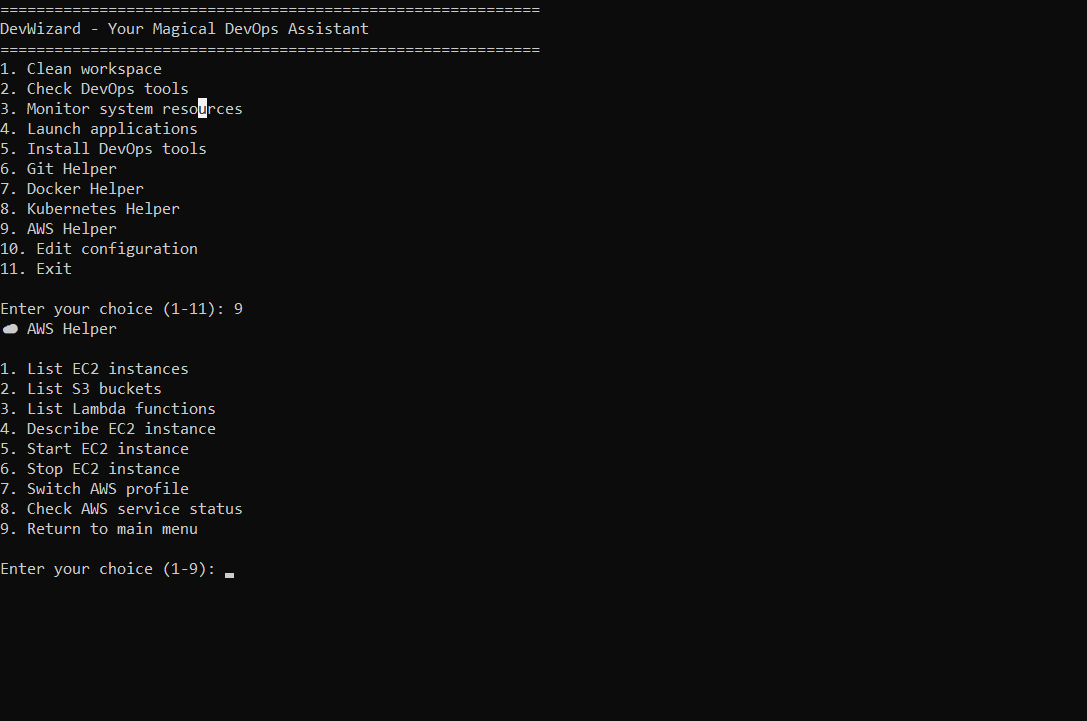 ============================================================
DevWizard - Your Magical DevOps Assistant
============================================================
1. Clean workspace
2. Check DevOps tools
3. Monitor system resources
4. Launch applications
5. Install DevOps tools
6. Git Helper
7. Docker Helper
8. Kubernetes Helper
9. AWS Helper
10. Edit configuration
11. Exit
Enter your choice (1-11): 9
☁ AWS Helper
1. List EC2 instances
2. List S3 buckets
3. List Lambda functions
4. Describe EC2 instance
5. Start EC2 instance
6. Stop EC2 instance
7. Switch AWS profile
8. Check AWS service status
9. Return to main menu
Enter your choice (1-9):